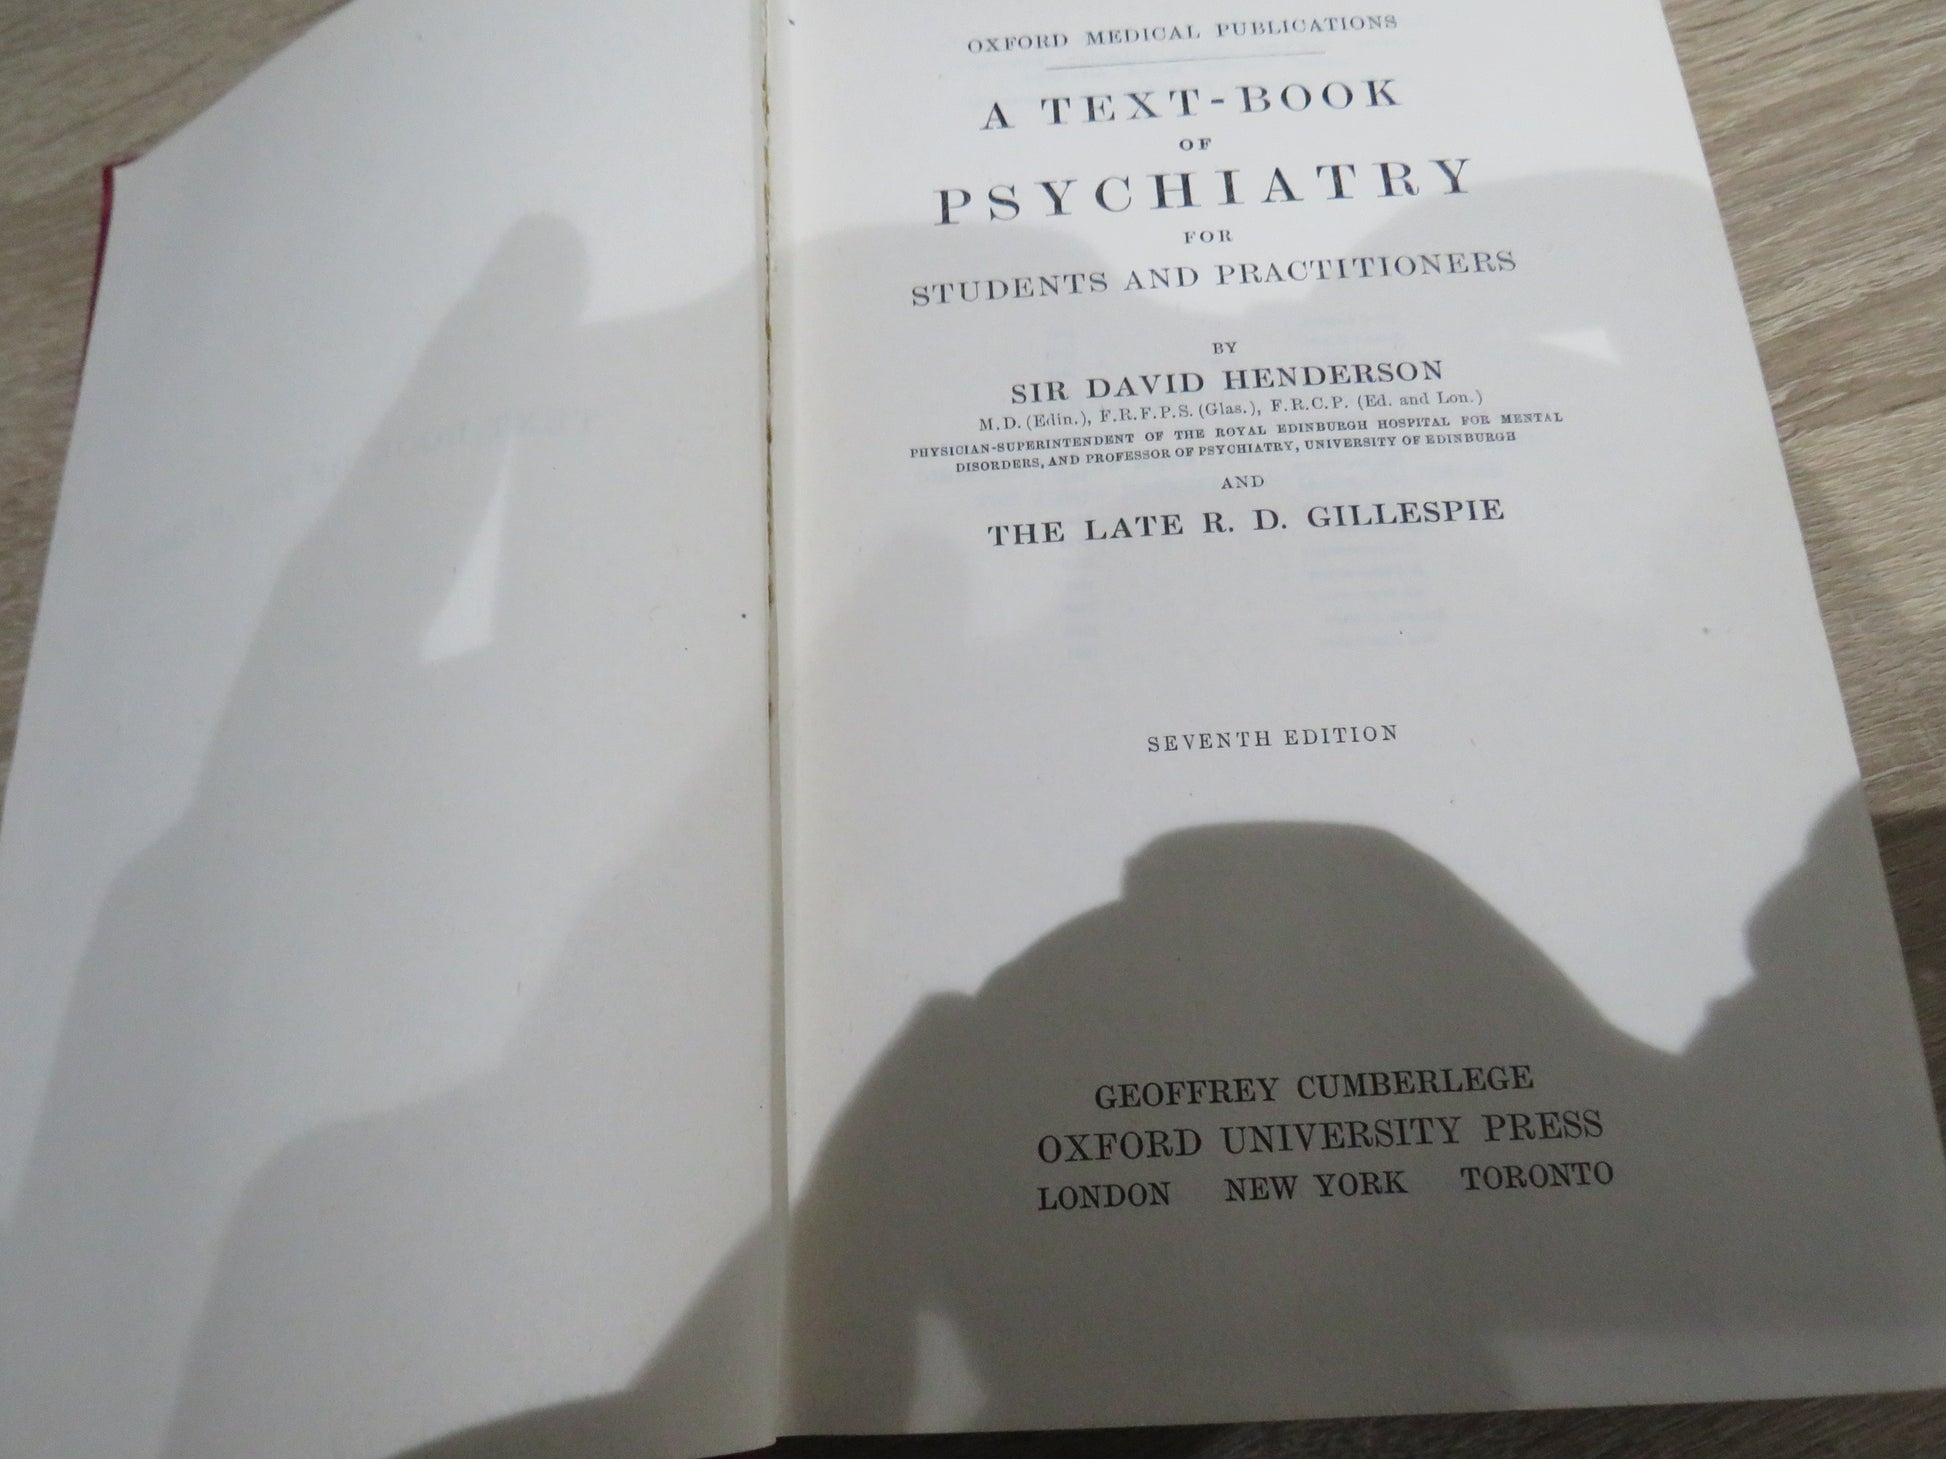 OXFORD MEDICAL PUBLICATIONS
A TEXT-BOOK
OF
PSYCHIATRY
FOR
STUDENTS AND PRACTITIONERS
BY
SIR DAVID HENDERSON
M.D. (Edin.), F.R.F.P.S. (Glas.), F.R.C.P. (Ed. and Lon.)
PHYSICIAN-SUPERINTENDENT OF THE ROYAL EDINBURGH HOSPITAL FOR MENTAL
DISORDERS, AND PROFESSOR OF PSYCHIATRY, UNIVERSITY OF EDINBURGH
AND
THE LATE R. D. GILLESPIE
SEVENTH EDITION
GEOFFREY CUMBERLEGE
OXFORD UNIVERSITY PRESS
LONDON NEW YORK TORONTO